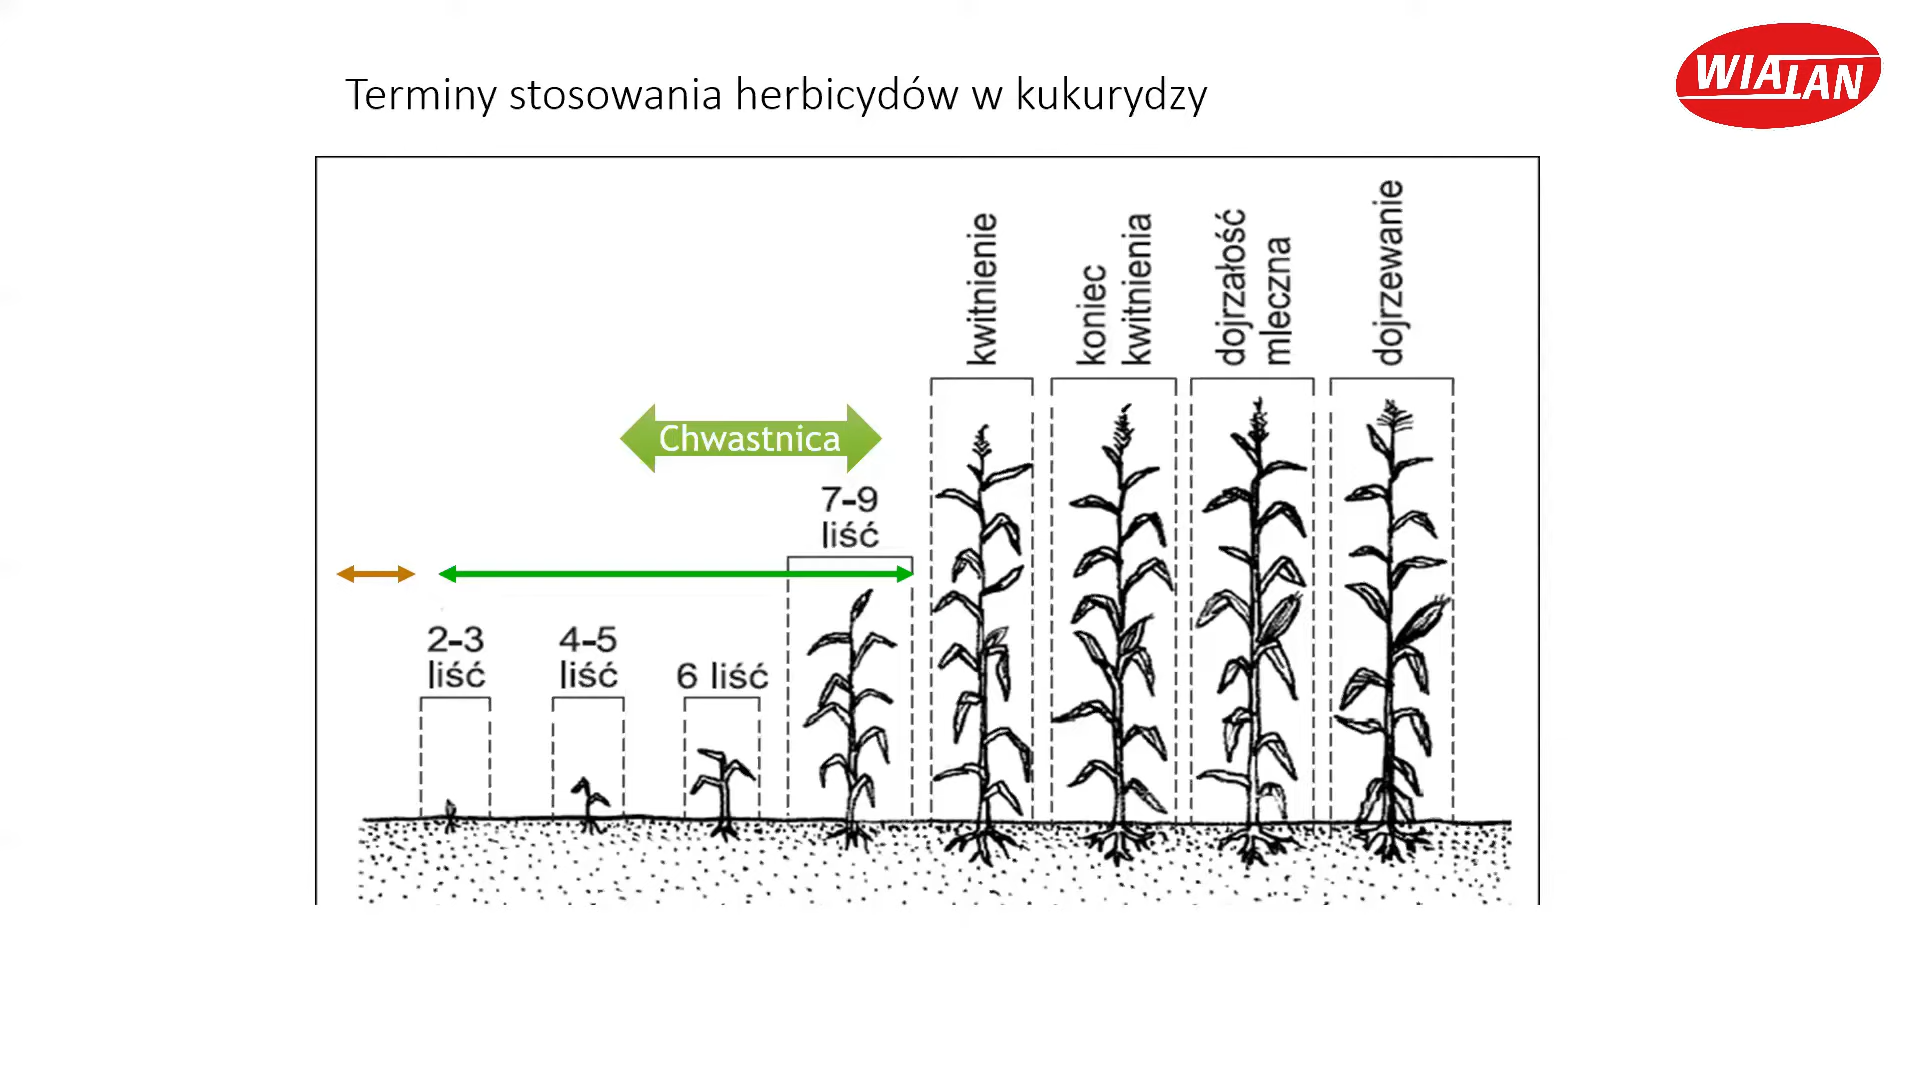 Terminy stosowania herbicydów w kukurydzy
WIALAN
kwitnienie
koniec
kwitnienia
dojrzałość
mleczna
dojrzewanie
Chwastnica
7-9
liść
2-3
liść
4-5
liść
6 liść